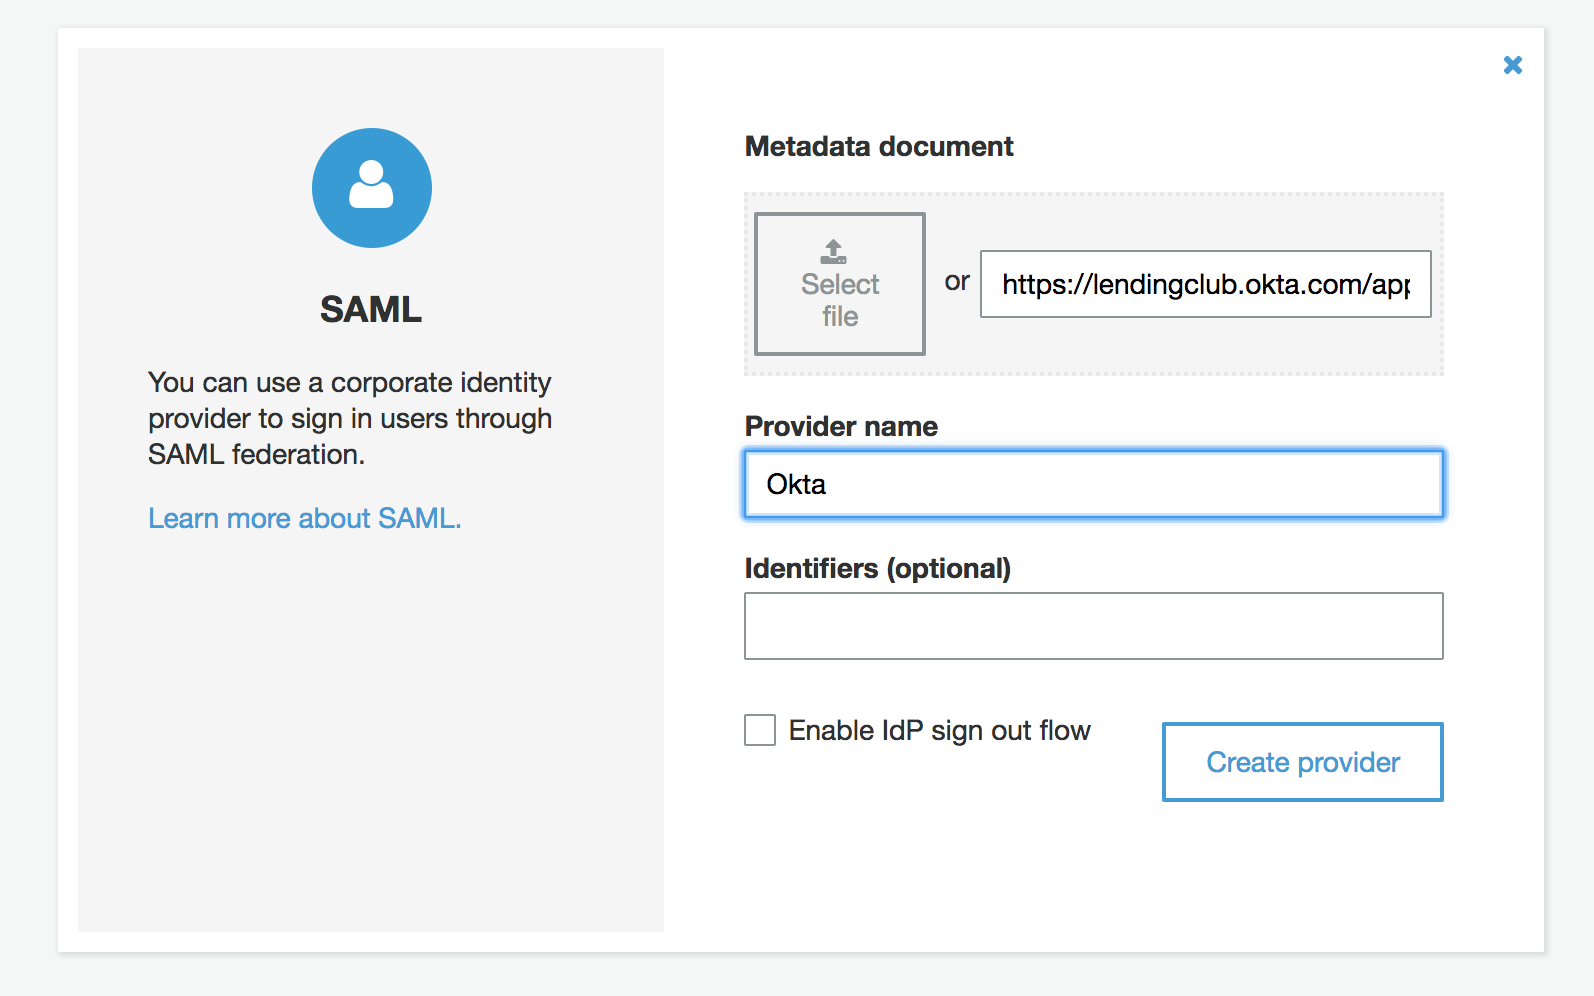 SAML
You can use a corporate identity
provider to sign in users through
SAML federation.
Learn more about SAML.
Metadata document
Select
file
or
https://lendingclub.okta.com/app
Provider name
Okta
Identifiers (optional)
Enable IdP sign out flow
Create provider